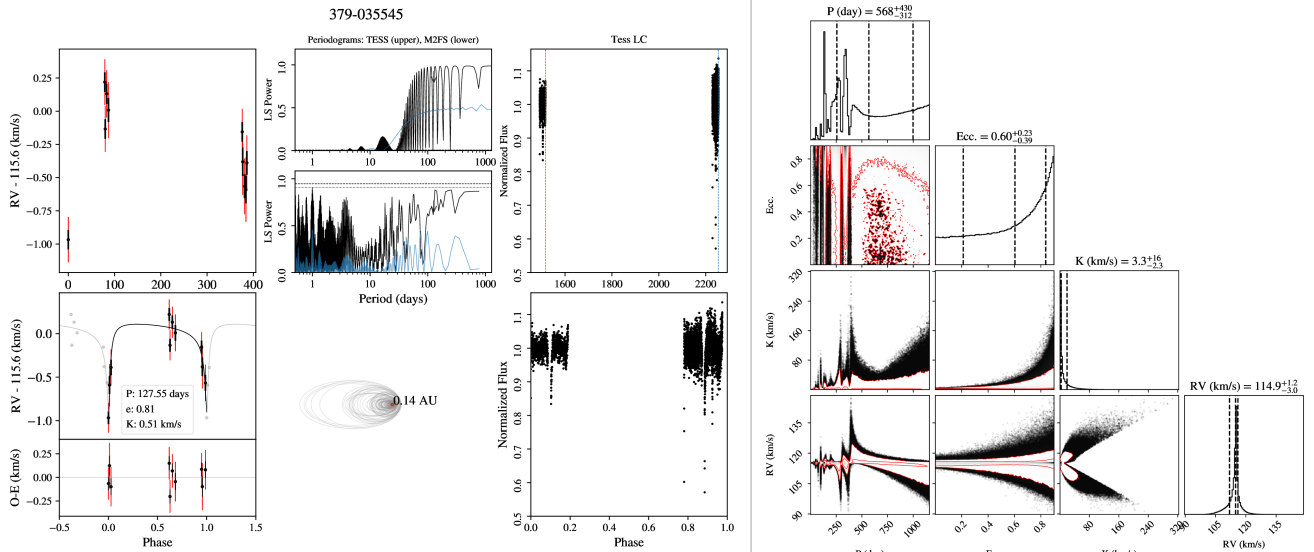 379-035545
Periodograms: TESS (upper), M2FS (lower)
Tess LC
RV - 115.6 (km/s)
0.25
0.00
−0.25
−0.50
−0.75
−1.00
0 100 200 300 400
LS Power
1.0
0.5
0.0
1 10 100 1000
LS Power
1.0
0.5
0.0
1 10 100 1000
Period (days)
Normalized Flux
1.1
1.0
0.9
0.8
0.7
0.6
0.5
1600 1800 2000 2200
RV - 115.6 (km/s)
0.0
−0.5
−1.0
P: 127.55 days
e: 0.81
K: 0.51 km/s
O-E (km/s)
0.25
0.00
−0.25
−0.5 0.0 0.5 1.0 1.5
Phase
0.14 AU
Normalized Flux
1.1
1.0
0.9
0.8
0.7
0.6
0.5
0.0 0.2 0.4 0.6 0.8 1.0
Phase
P (day) = 568+430−312
Ecc. = 0.60+0.23−0.39
K (km/s) = 3.3+16−2.3
RV (km/s) = 114.9+1.2−3.0
Ecc.
0.8
0.6
0.4
0.2
K (km/s)
320
240
160
80
RV (km/s)
135
120
105
90
250 500 750 1000
0.2 0.4 0.6 0.8
80 160 240 320
90 105 120 135
RV (km/s)